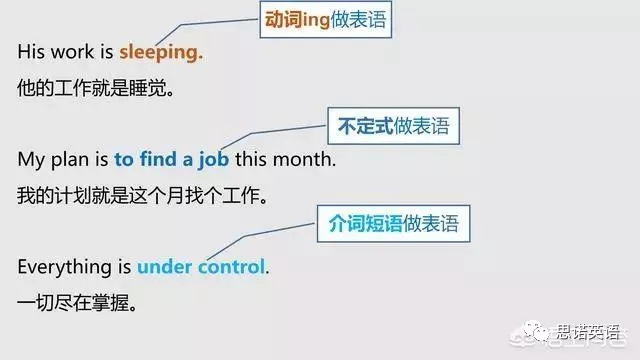 动词ing做表语
His work is sleeping.
他的工作就是睡觉。
不定式做表语
My plan is to find a job this month.
我的计划就是这个月找个工作。
介词短语做表语
Everything is under control.
一切尽在掌握。
思诺英语